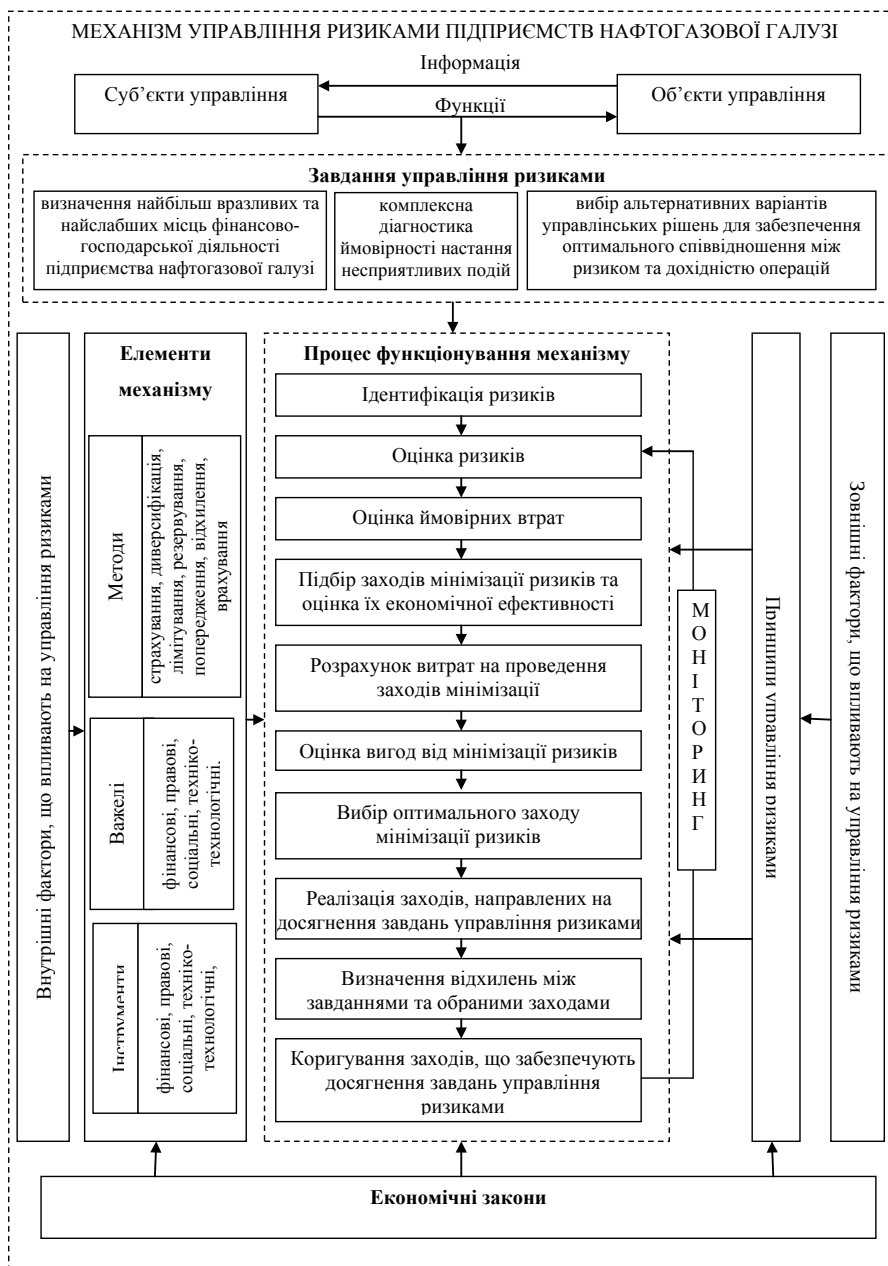 МЕХАНІЗМ УПРАВЛІННЯ РИЗИКАМИ ПІДПРИЄМСТВ НАФТОГАЗОВОЇ ГАЛУЗІ
Інформація
Суб’єкти управління
Об’єкти управління
Функції
Завдання управління ризиками
визначення найбільш вразливих та
найслабших місць фінансово-
господарської діяльності
підприємства нафтогазової галузі
комплексна
діагностика
ймовірності настання
несприятливих подій
вибір альтернативних варіантів
управлінських рішень для забезпечення
оптимального співвідношення між
ризиком та дохідністю операцій
Внутрішні фактори, що впливають на управління ризиками
Елементи
механізму
Методи
страхування, диверсифікація,
лімітування, резервування,
попередження, відхилення,
врахування
Важелі
фінансові, правові,
соціальні, техніко-
технологічні.
Інструменти
фінансові, правові,
соціальні, техніко-
технологічні,
Процес функціонування механізму
Ідентифікація ризиків
Оцінка ризиків
Оцінка ймовірних втрат
Підбір заходів мінімізації ризиків та
оцінка їх економічної ефективності
Розрахунок витрат на проведення
заходів мінімізації
Оцінка вигод від мінімізації ризиків
Вибір оптимального заходу
мінімізації ризиків
Реалізація заходів, направлених на
досягнення завдань управління ризиками
Визначення відхилень між
завданнями та обраними заходами
Коригування заходів, що забезпечують
досягнення завдань управління
ризиками
МОНІТОРИНГ
Принципи управління ризиками
Зовнішні фактори, що впливають на управління ризиками
Економічні закони